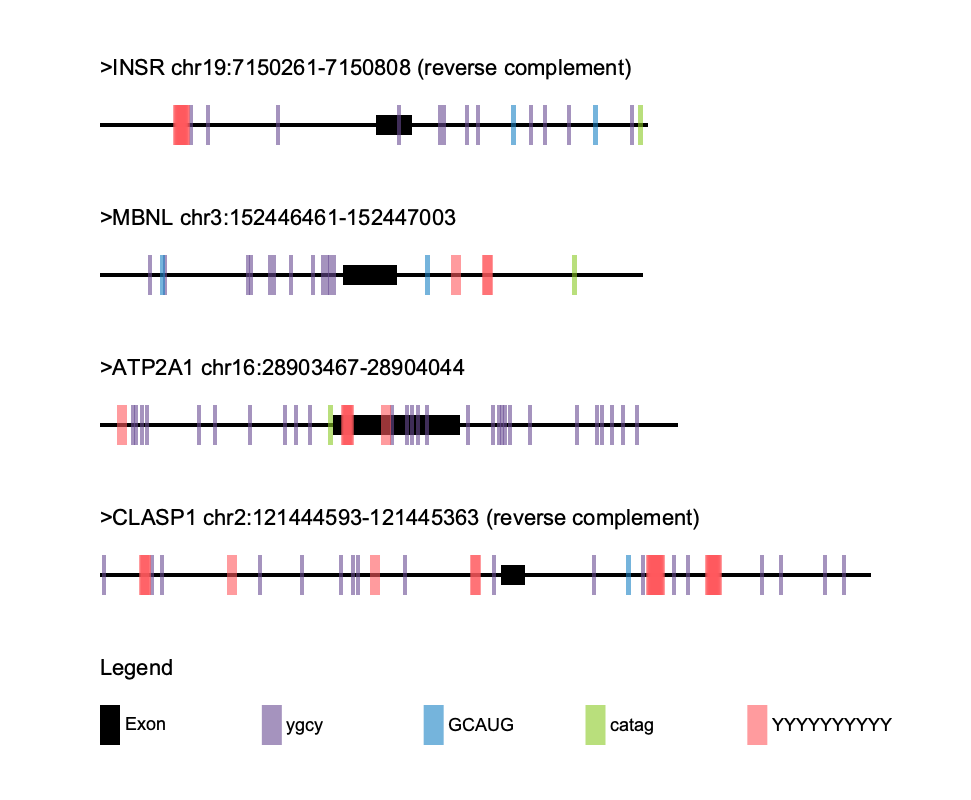 >INSR chr19:7150261-7150808 (reverse complement)
>MBNL chr3:152446461-152447003
>ATP2A1 chr16:28903467-28904044
>CLASP1 chr2:121444593-121445363 (reverse complement)
Legend
Exon ygcy GCAUG catag YYYYYYYYYY